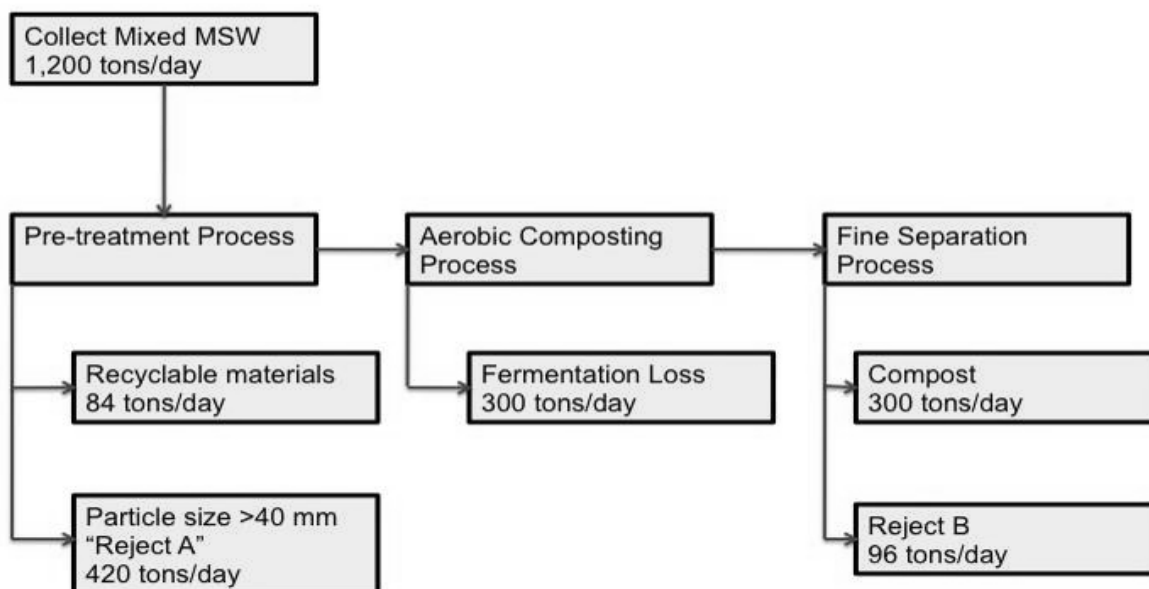 Collect Mixed MSW
1,200 tons/day
Pre-treatment Process
Aerobic Composting
Process
Fine Separation
Process
Recyclable materials
84 tons/day
Fermentation Loss
300 tons/day
Compost
300 tons/day
Particle size >40 mm
“Reject A”
420 tons/day
Reject B
96 tons/day